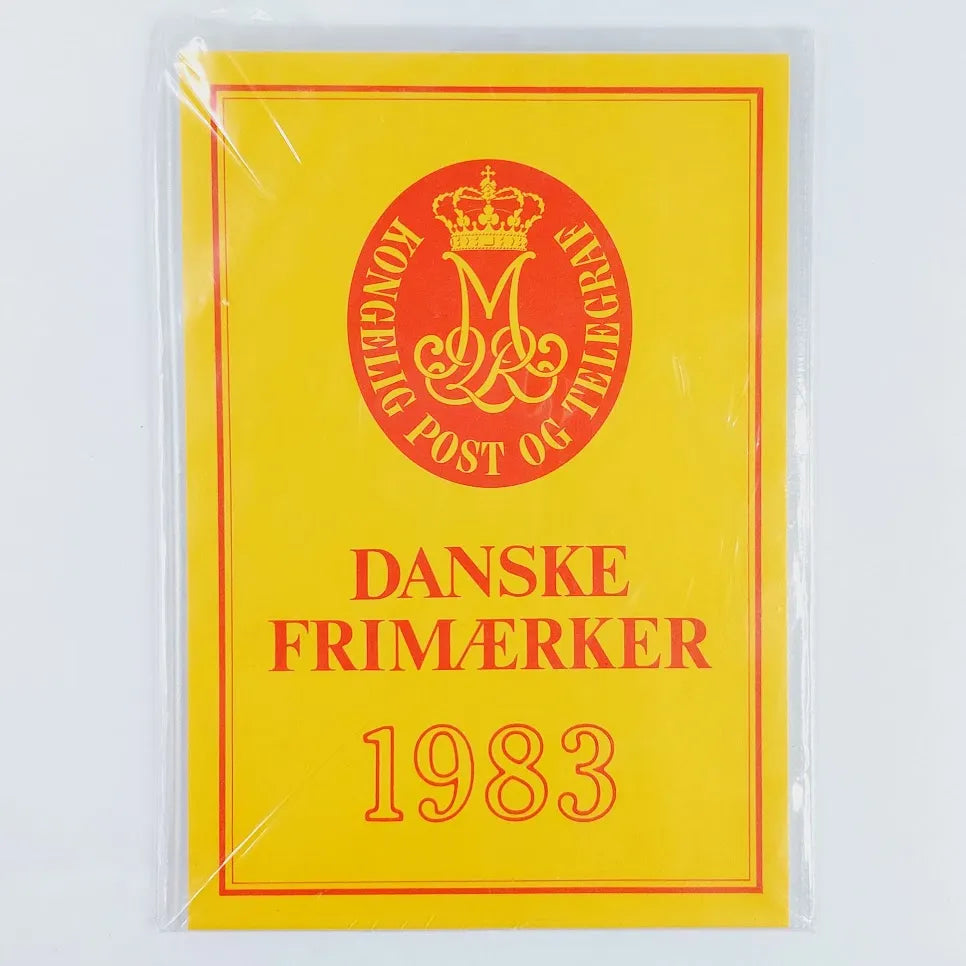 KONGELIG POST OG TELEGRAF
DANSKE
FRIMÆRKER
1983